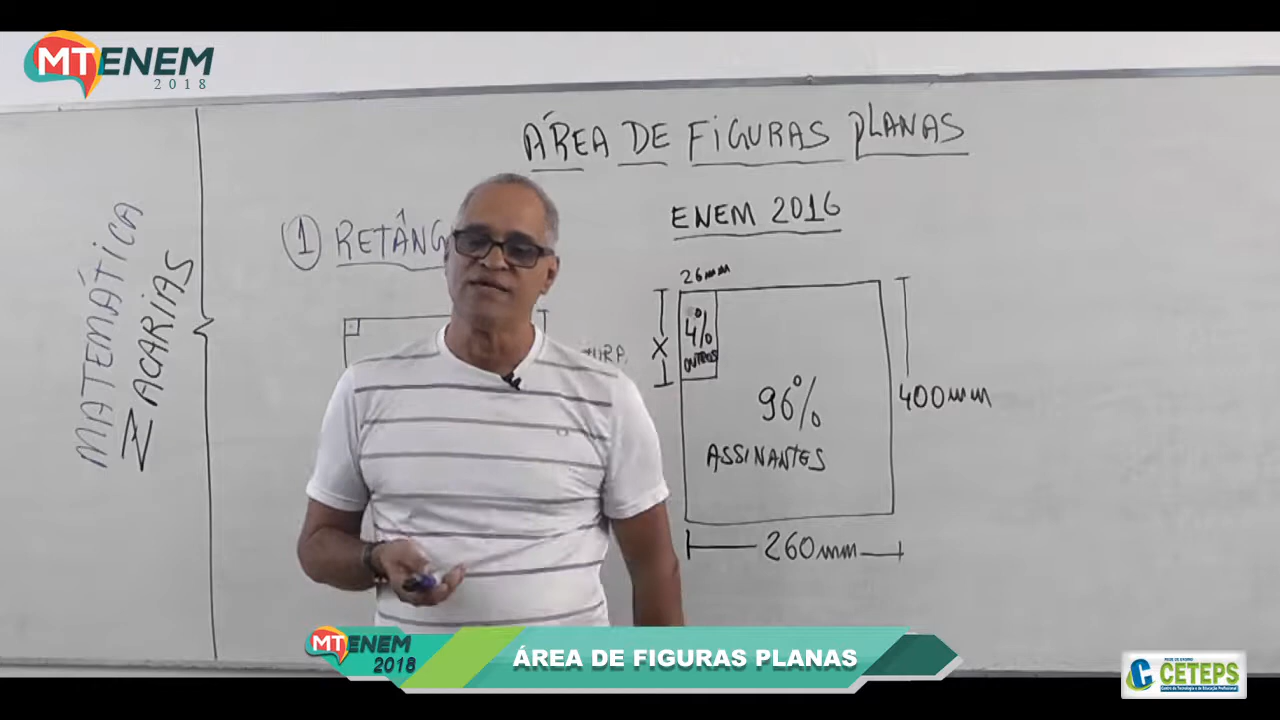 MTENEM
2018
ÁREA DE FIGURAS PLANAS
MATEMÁTICA
ZACARIAS
1 RETÂNG
ENEM 2016
26mm
4%
OUTROS
X
96%
ASSINANTES
400mm
260mm
MTENEM
2018
ÁREA DE FIGURAS PLANAS
CETEPS